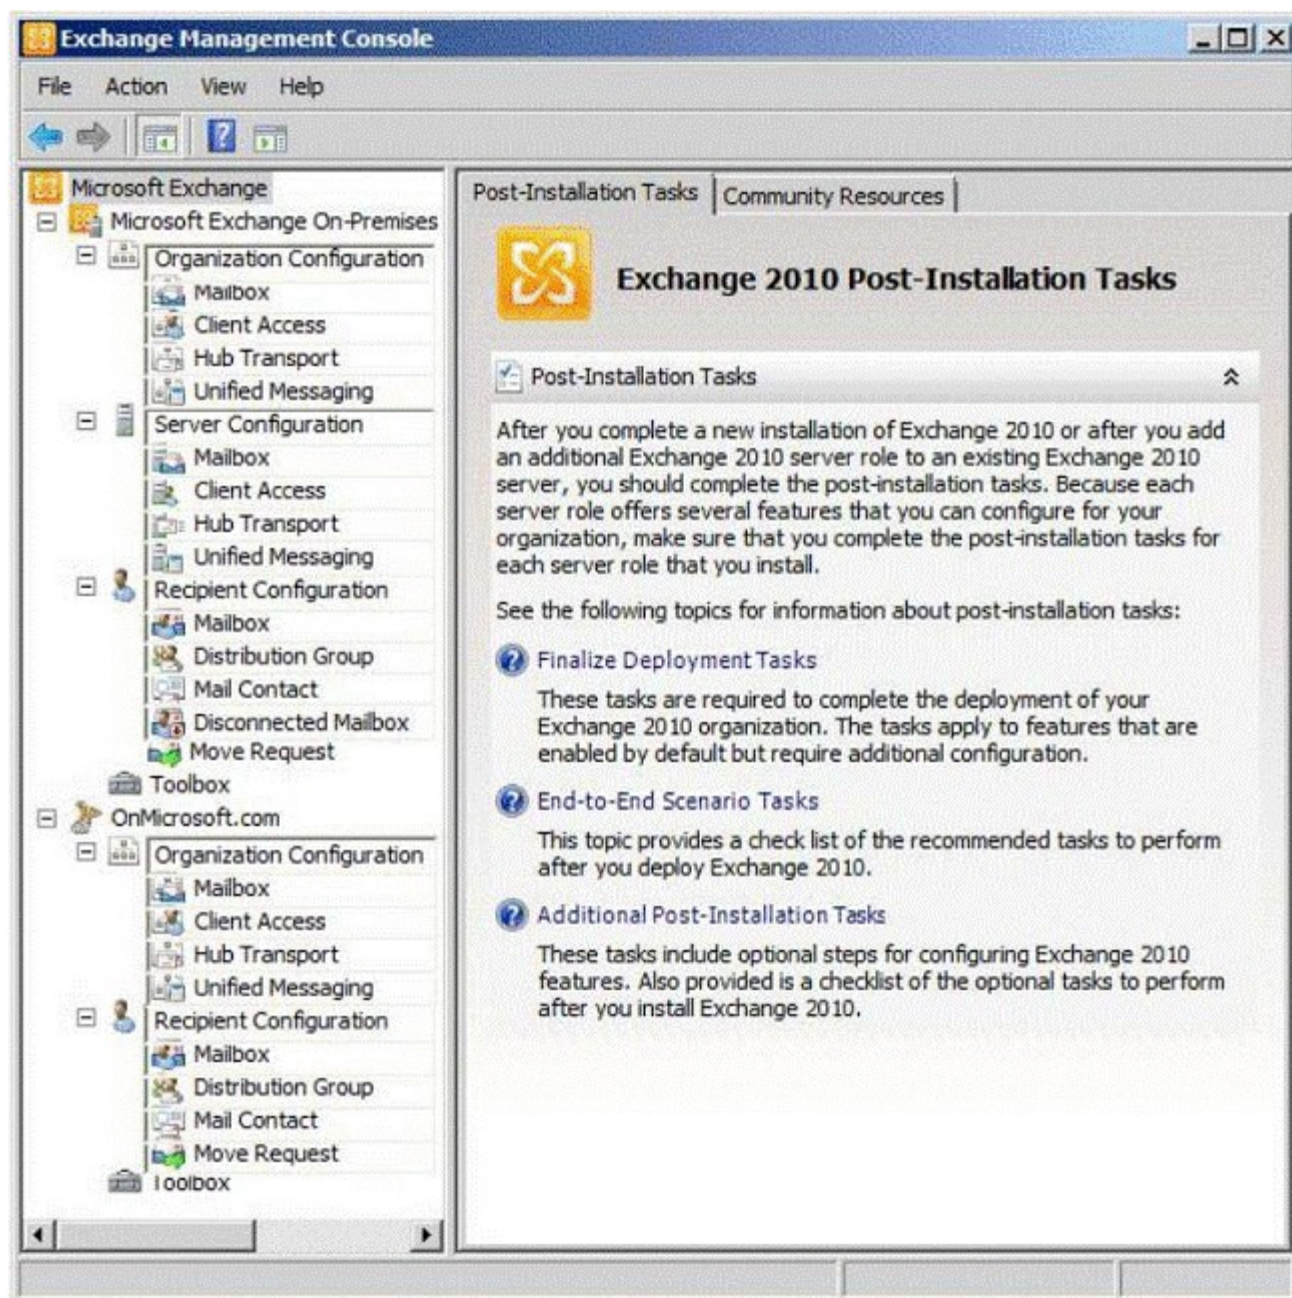 Exchange Management Console
File Action View Help
Microsoft Exchange
Microsoft Exchange On-Premises
Organization Configuration
Mailbox
Client Access
Hub Transport
Unified Messaging
Server Configuration
Mailbox
Client Access
Hub Transport
Unified Messaging
Recipient Configuration
Mailbox
Distribution Group
Mail Contact
Disconnected Mailbox
Move Request
Toolbox
OnMicrosoft.com
Organization Configuration
Mailbox
Client Access
Hub Transport
Unified Messaging
Recipient Configuration
Mailbox
Distribution Group
Mail Contact
Move Request
Toolbox
Post-Installation Tasks Community Resources
Exchange 2010 Post-Installation Tasks
Post-Installation Tasks
After you complete a new installation of Exchange 2010 or after you add
an additional Exchange 2010 server role to an existing Exchange 2010
server, you should complete the post-installation tasks. Because each
server role offers several features that you can configure for your
organization, make sure that you complete the post-installation tasks for
each server role that you install.
See the following topics for information about post-installation tasks:
Finalize Deployment Tasks
These tasks are required to complete the deployment of your
Exchange 2010 organization. The tasks apply to features that are
enabled by default but require additional configuration.
End-to-End Scenario Tasks
This topic provides a check list of the recommended tasks to perform
after you deploy Exchange 2010.
Additional Post-Installation Tasks
These tasks include optional steps for configuring Exchange 2010
features. Also provided is a checklist of the optional tasks to perform
after you install Exchange 2010.